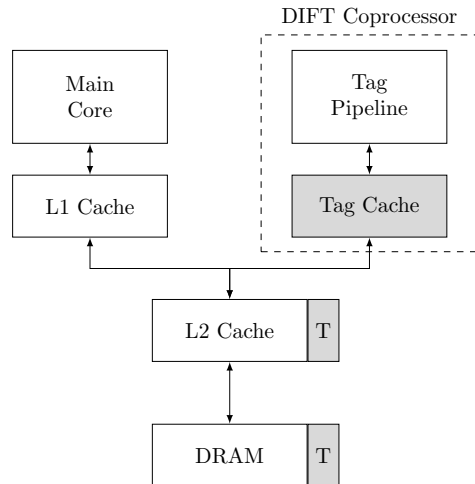 DIFT Coprocessor
Main
Core
Tag
Pipeline
L1 Cache
Tag Cache
L2 Cache
T
DRAM
T